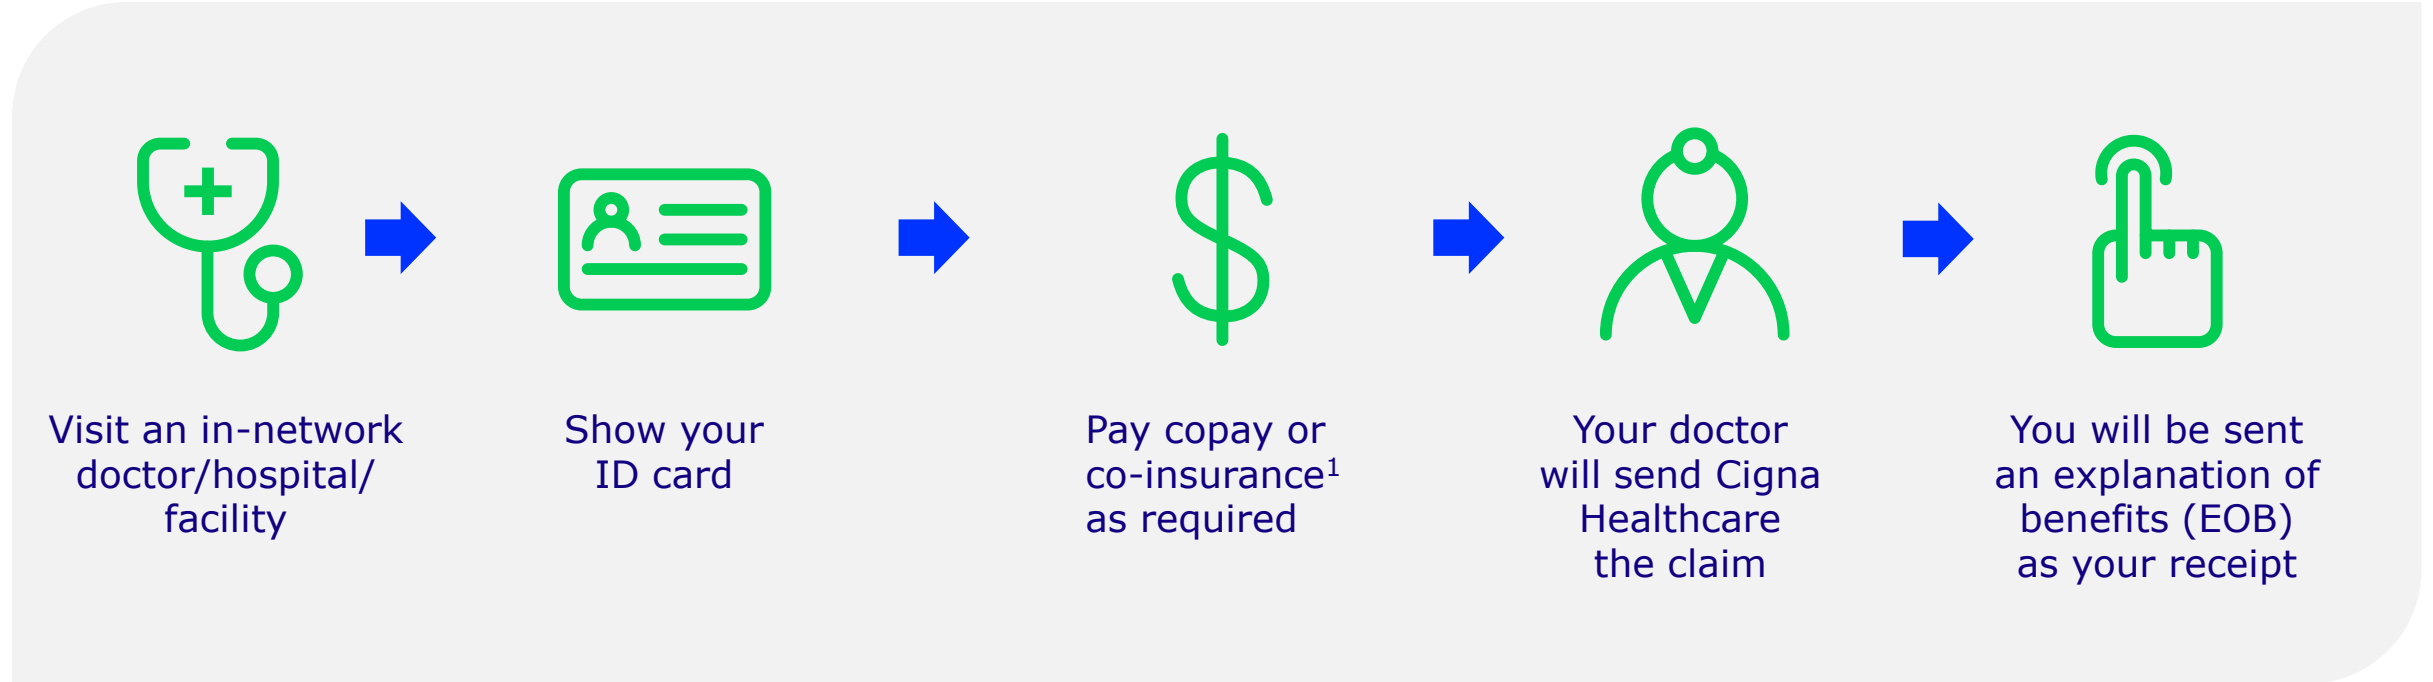 Visit an in-network
doctor/hospital/
facility
Show your
ID card
Pay copay or
co-insurance¹
as required
Your doctor
will send Cigna
Healthcare
the claim
You will be sent
an explanation of
benefits (EOB)
as your receipt